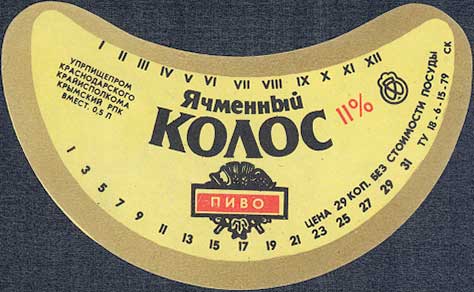 I II III IV V VI VII VIII IX X XI XII
УПРПИЩЕПРОМ
КРАСНОДАРСКОГО
КРАЙИСПОЛКОМА
КРЫМСКИЙ РПК
ВМЕСТ. 0,5 Л
Ячменный
КОЛОС
11%
ПИВО
ЦЕНА 29 КОП. БЕЗ СТОИМОСТИ ПОСУДЫ
ТУ 18-6-15-79 СК
1 3 5 7 9 11 13 15 17 19 21 23 25 27 29 31